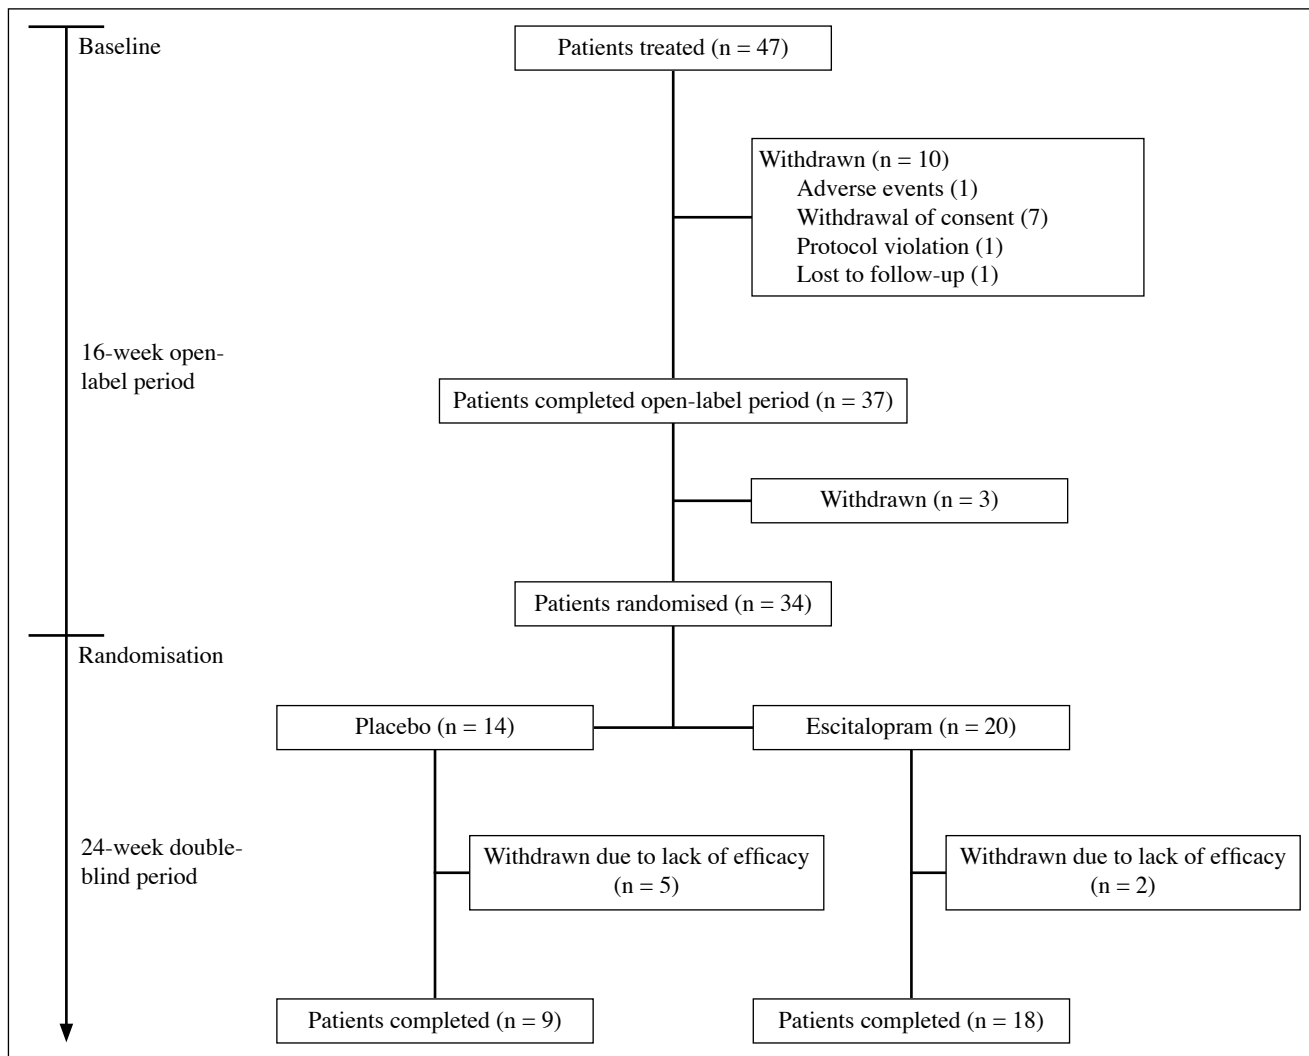 Baseline
Patients treated (n = 47)
Withdrawn (n = 10)
Adverse events (1)
Withdrawal of consent (7)
Protocol violation (1)
Lost to follow-up (1)
16-week open-
label period
Patients completed open-label period (n = 37)
Withdrawn (n = 3)
Patients randomised (n = 34)
Randomisation
Placebo (n = 14)
Escitalopram (n = 20)
24-week double-
blind period
Withdrawn due to lack of efficacy
(n = 5)
Withdrawn due to lack of efficacy
(n = 2)
Patients completed (n = 9)
Patients completed (n = 18)